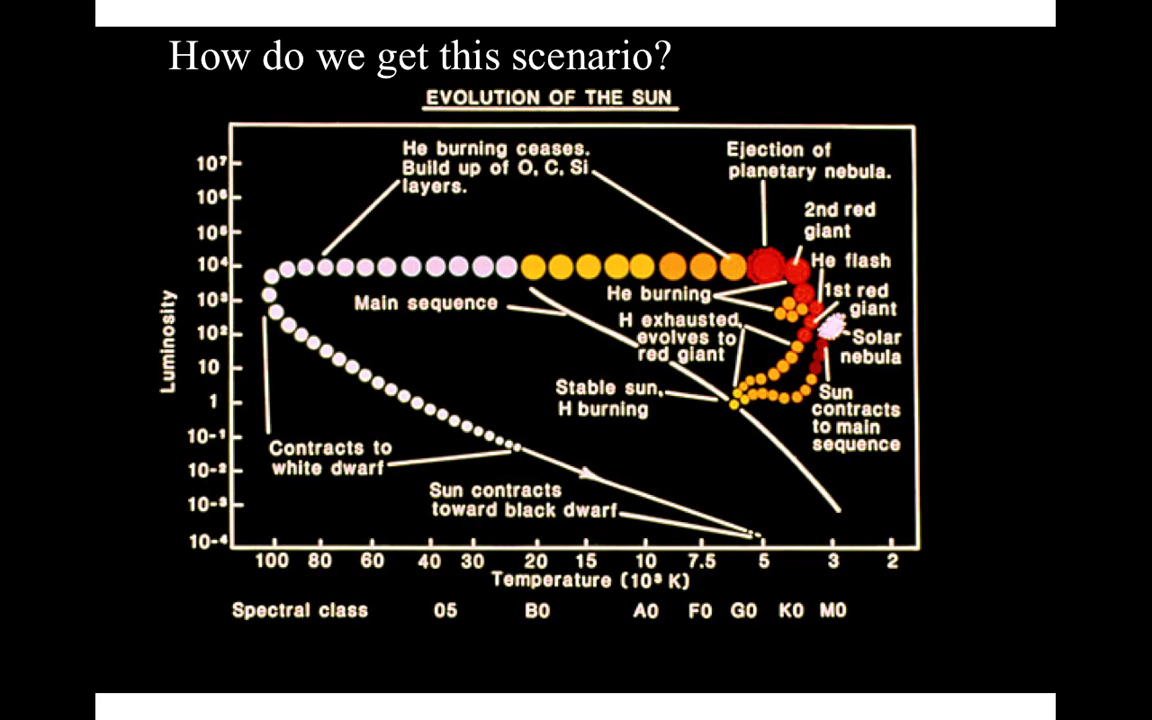 How do we get this scenario?
EVOLUTION OF THE SUN
He burning ceases.
Build up of O, C, Si
layers.
Ejection of
planetary nebula.
2nd red
giant
He flash
1st red
giant
Solar
nebula
He burning
Main sequence
H exhausted,
evolves to
red giant
Stable sun,
H burning
Sun
contracts
to main
sequence
Contracts to
white dwarf
Sun contracts
toward black dwarf
Luminosity
10⁷
10⁶
10⁵
10⁴
10³
10²
10
1
10⁻¹
10⁻²
10⁻³
10⁻⁴
100 80 60 40 30 20 15 10 7.5 5 3 2
Temperature (10³ K)
Spectral class 05 B0 A0 F0 G0 K0 M0